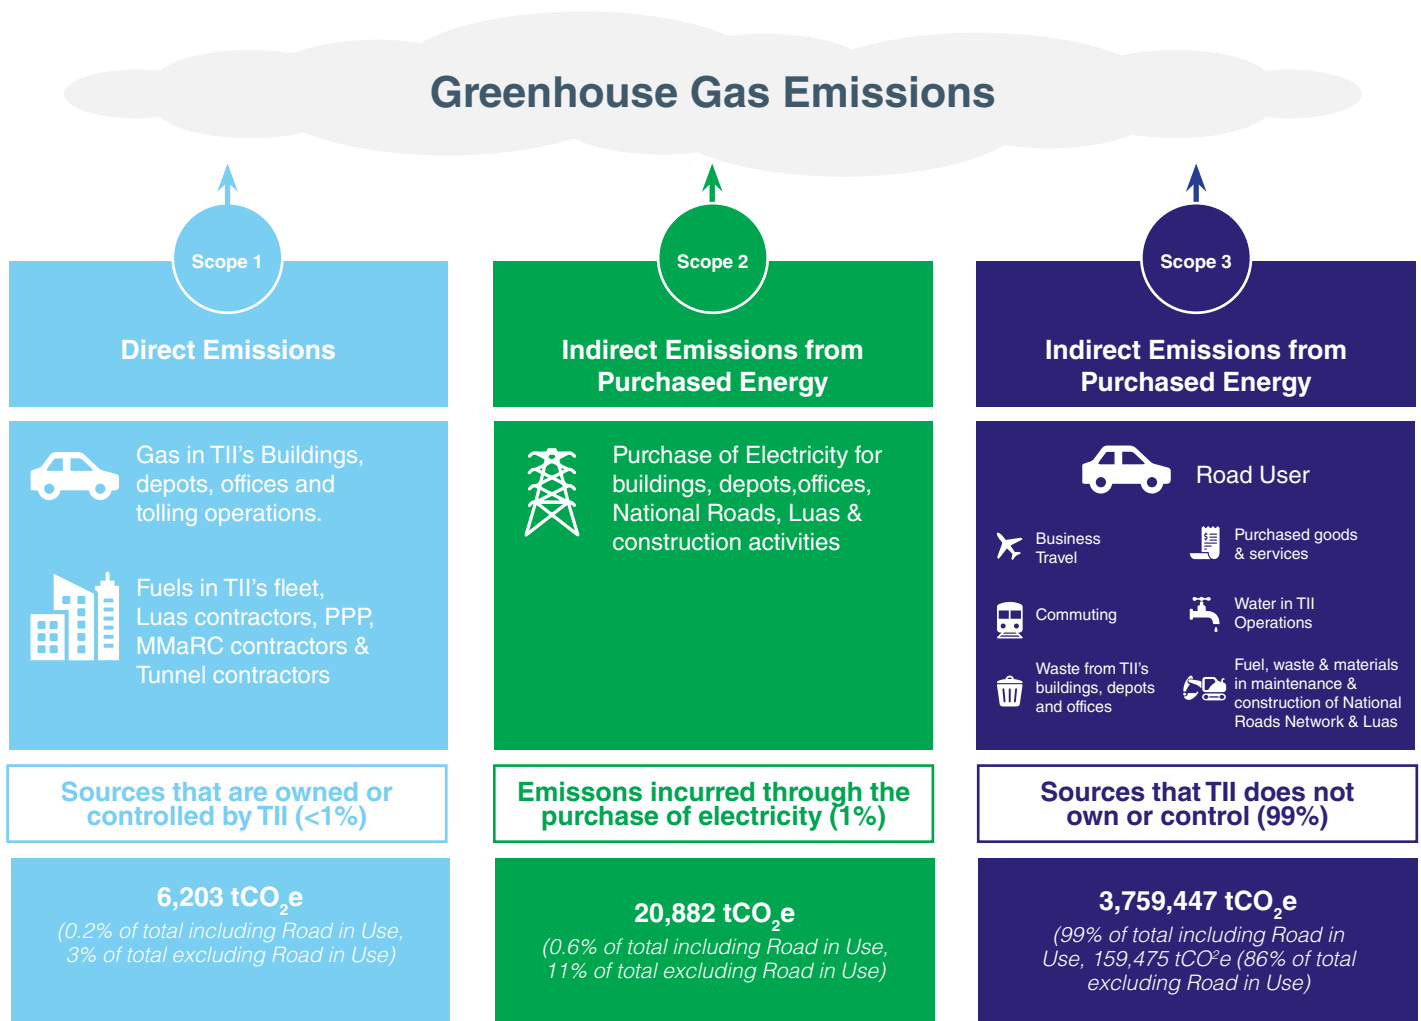 Greenhouse Gas Emissions
Scope 1
Direct Emissions
Gas in TII's Buildings,
depots, offices and
tolling operations.
Fuels in TII's fleet,
Luas contractors, PPP,
MMaRC contractors &
Tunnel contractors
Sources that are owned or
controlled by TII (<1%)
6,203 tCO₂e
(0.2% of total including Road in Use,
3% of total excluding Road in Use)
Scope 2
Indirect Emissions from
Purchased Energy
Purchase of Electricity for
buildings, depots,offices,
National Roads, Luas &
construction activities
Emissons incurred through the
purchase of electricity (1%)
20,882 tCO₂e
(0.6% of total including Road in Use,
11% of total excluding Road in Use)
Scope 3
Indirect Emissions from
Purchased Energy
Road User
Business
Travel
Purchased goods
& services
Commuting
Water in TII
Operations
Waste from TII's
buildings, depots
and offices
Fuel, waste & materials
in maintenance &
construction of National
Roads Network & Luas
Sources that TII does not
own or control (99%)
3,759,447 tCO₂e
(99% of total including Road in
Use, 159,475 tCO²e (86% of total
excluding Road in Use)